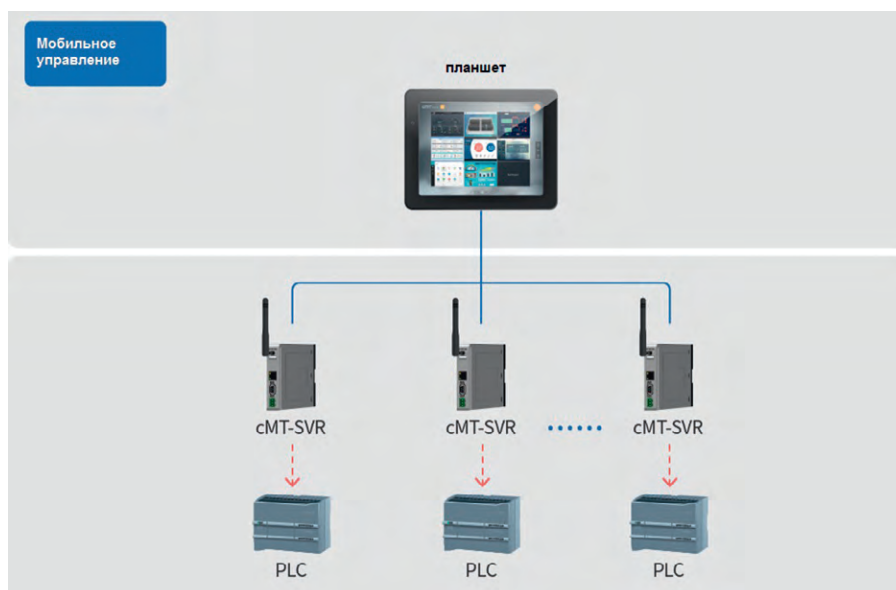 Мобильное
управление
планшет
cMT-SVR
cMT-SVR
cMT-SVR
PLC
PLC
PLC